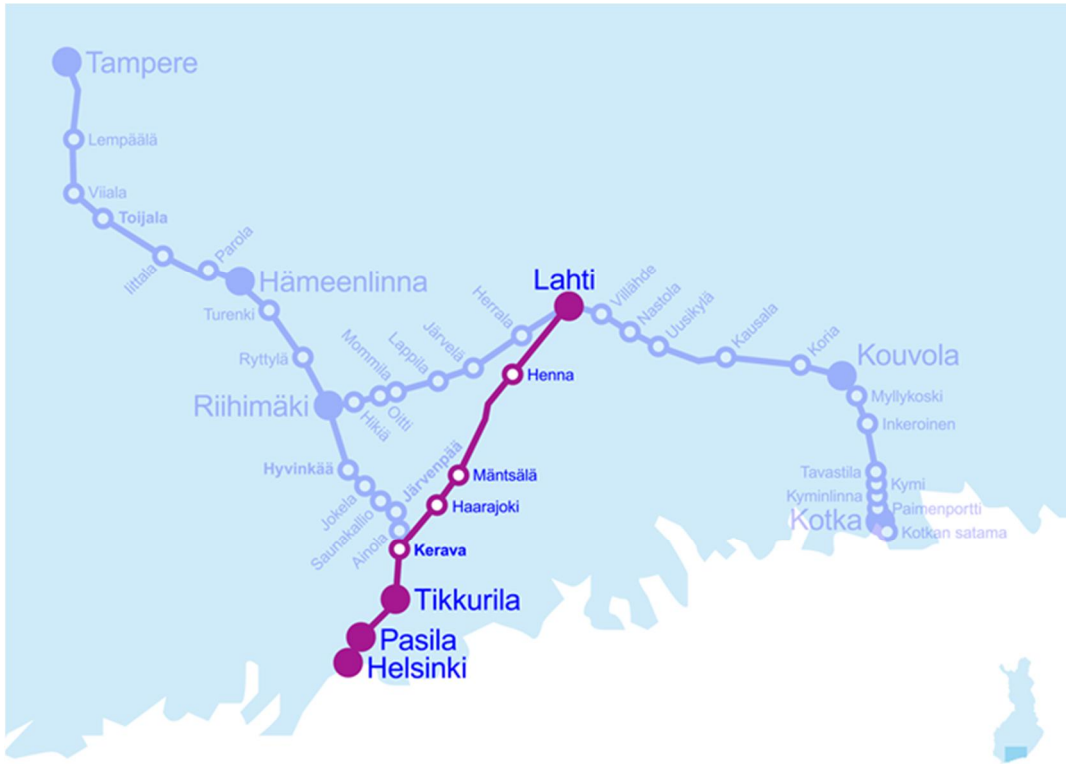 Tampere
Lempäälä
Viiala
Toijala
Iittala
Parola
Hämeenlinna
Turenki
Ryttylä
Riihimäki
Hikiä
Mommila
Oitti
Lappila
Järvelä
Herrala
Lahti
Villähde
Nastola
Uusikylä
Kausala
Koria
Kouvola
Myllykoski
Inkeroinen
Tavastila
Kymi
Kyminlinna
Paimenportti
Kotka
Kotkan satama
Henna
Mäntsälä
Haarajoki
Hyvinkää
Jokela
Saunakallio
Järvenpää
Ainola
Kerava
Tikkurila
Pasila
Helsinki